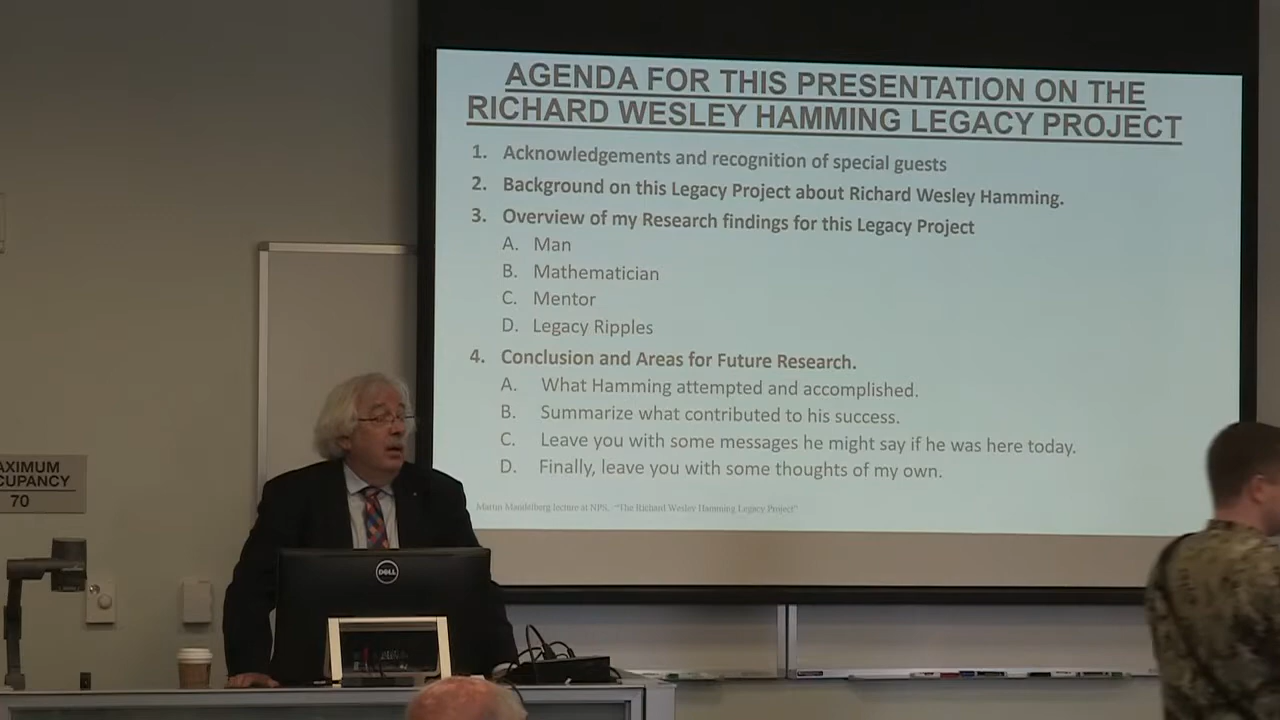 AGENDA FOR THIS PRESENTATION ON THE
RICHARD WESLEY HAMMING LEGACY PROJECT
1. Acknowledgements and recognition of special guests
2. Background on this Legacy Project about Richard Wesley Hamming.
3. Overview of my Research findings for this Legacy Project
A. Man
B. Mathematician
C. Mentor
D. Legacy Ripples
4. Conclusion and Areas for Future Research.
A. What Hamming attempted and accomplished.
B. Summarize what contributed to his success.
C. Leave you with some messages he might say if he was here today.
D. Finally, leave you with some thoughts of my own.
Martin Mandelberg lecture at NPS, "The Richard Wesley Hamming Legacy Project"
AXIMUM
CUPANCY
70
DELL